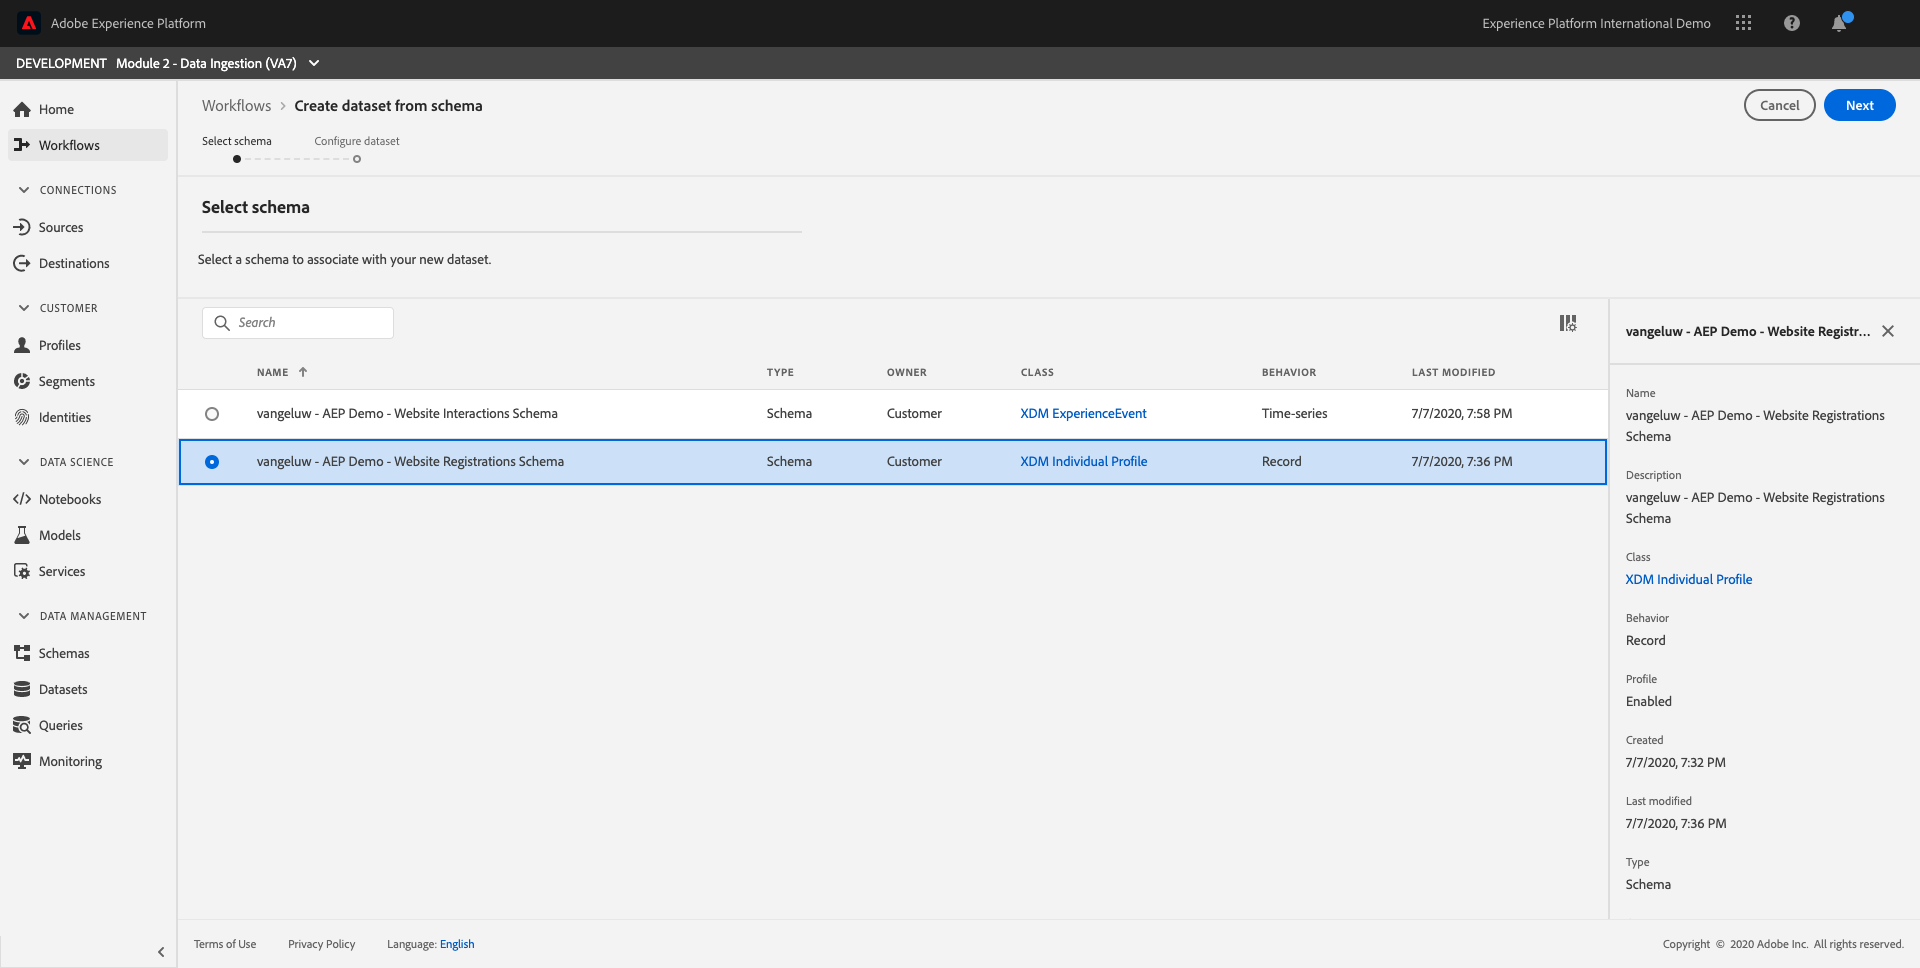 Adobe Experience Platform
Experience Platform International Demo
DEVELOPMENT Module 2 - Data Ingestion (VA7)
Home
Workflows
CONNECTIONS
Sources
Destinations
CUSTOMER
Profiles
Segments
Identities
DATA SCIENCE
Notebooks
Models
Services
DATA MANAGEMENT
Schemas
Datasets
Queries
Monitoring
Workflows > Create dataset from schema
Cancel
Next
Select schema Configure dataset
Select schema
Select a schema to associate with your new dataset.
Search
NAME TYPE OWNER CLASS BEHAVIOR LAST MODIFIED
vangeluw - AEP Demo - Website Interactions Schema Schema Customer XDM ExperienceEvent Time-series 7/7/2020, 7:58 PM
vangeluw - AEP Demo - Website Registrations Schema Schema Customer XDM Individual Profile Record 7/7/2020, 7:36 PM
vangeluw - AEP Demo - Website Registr...
Name
vangeluw - AEP Demo - Website Registrations
Schema
Description
vangeluw - AEP Demo - Website Registrations
Schema
Class
XDM Individual Profile
Behavior
Record
Profile
Enabled
Created
7/7/2020, 7:32 PM
Last modified
7/7/2020, 7:36 PM
Type
Schema
Terms of Use Privacy Policy Language: English
Copyright © 2020 Adobe Inc. All rights reserved.